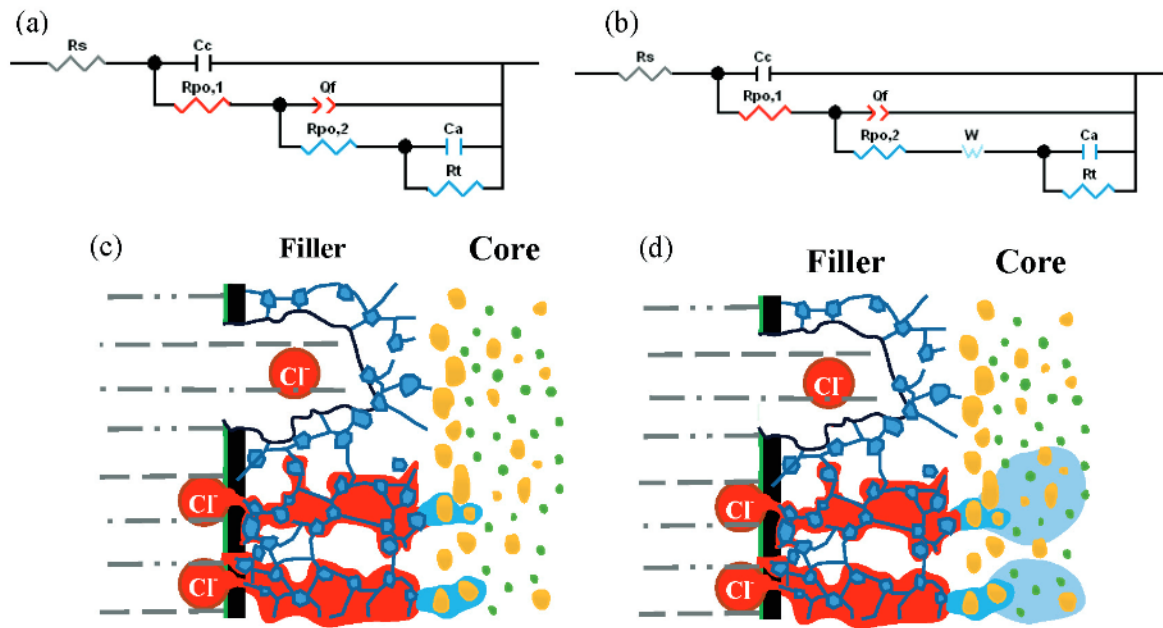 (a)
Rs
Cc
Rpo,1
Qf
Rpo,2
Ca
Rt
(b)
Rs
Cc
Rpo,1
Qf
Rpo,2
W
Ca
Rt
(c)
Filler
Core
Cl-
Cl-
Cl-
(d)
Filler
Core
Cl-
Cl-
Cl-